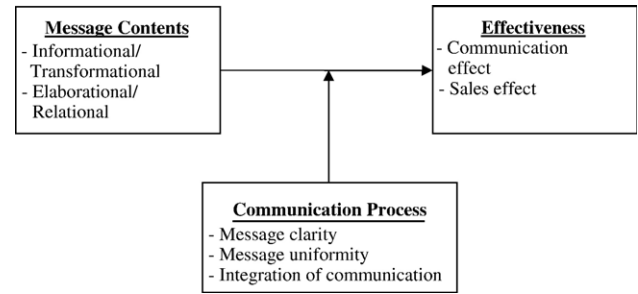 Message Contents
- Informational/
Transformational
- Elaborational/
Relational
Effectiveness
- Communication
effect
- Sales effect
Communication Process
- Message clarity
- Message uniformity
- Integration of communication